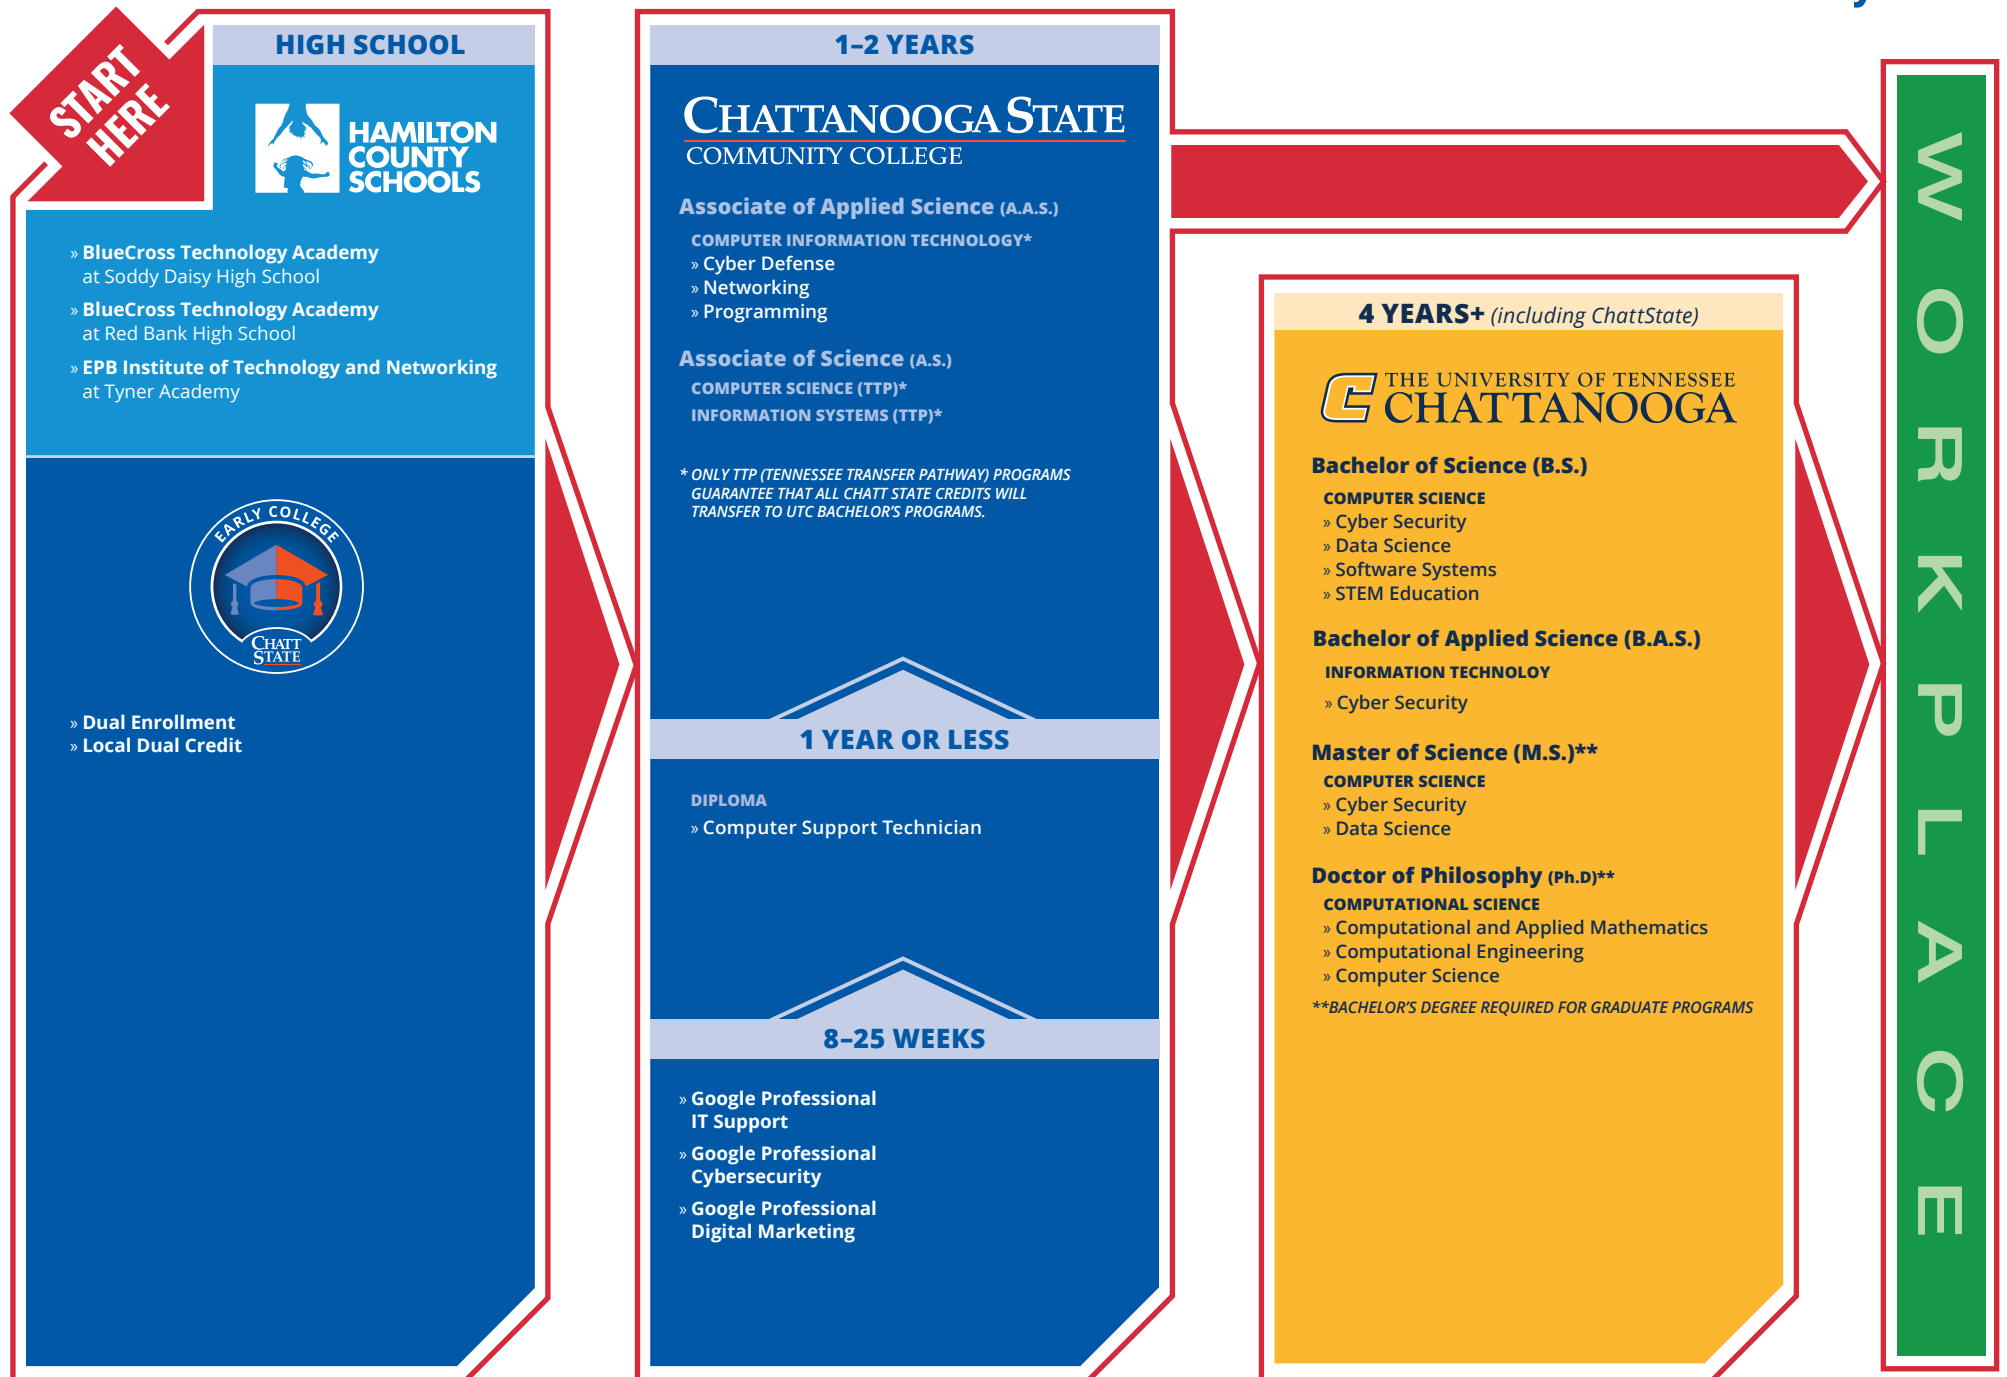 START
HERE
HIGH SCHOOL
HAMILTON
COUNTY
SCHOOLS
» BlueCross Technology Academy
at Soddy Daisy High School
» BlueCross Technology Academy
at Red Bank High School
» EPB Institute of Technology and Networking
at Tyner Academy
EARLY COLLEGE
CHATT
STATE
» Dual Enrollment
» Local Dual Credit
1–2 YEARS
CHATTANOOGA STATE
COMMUNITY COLLEGE
Associate of Applied Science (A.A.S.)
COMPUTER INFORMATION TECHNOLOGY*
» Cyber Defense
» Networking
» Programming
Associate of Science (A.S.)
COMPUTER SCIENCE (TTP)*
INFORMATION SYSTEMS (TTP)*
* ONLY TTP (TENNESSEE TRANSFER PATHWAY) PROGRAMS
GUARANTEE THAT ALL CHATT STATE CREDITS WILL
TRANSFER TO UTC BACHELOR'S PROGRAMS.
1 YEAR OR LESS
DIPLOMA
» Computer Support Technician
8–25 WEEKS
» Google Professional
IT Support
» Google Professional
Cybersecurity
» Google Professional
Digital Marketing
4 YEARS+ (including ChattState)
C THE UNIVERSITY OF TENNESSEE
CHATTANOOGA
Bachelor of Science (B.S.)
COMPUTER SCIENCE
» Cyber Security
» Data Science
» Software Systems
» STEM Education
Bachelor of Applied Science (B.A.S.)
INFORMATION TECHNOLOY
» Cyber Security
Master of Science (M.S.)**
COMPUTER SCIENCE
» Cyber Security
» Data Science
Doctor of Philosophy (Ph.D)**
COMPUTATIONAL SCIENCE
» Computational and Applied Mathematics
» Computational Engineering
» Computer Science
**BACHELOR'S DEGREE REQUIRED FOR GRADUATE PROGRAMS
WORKPLACE